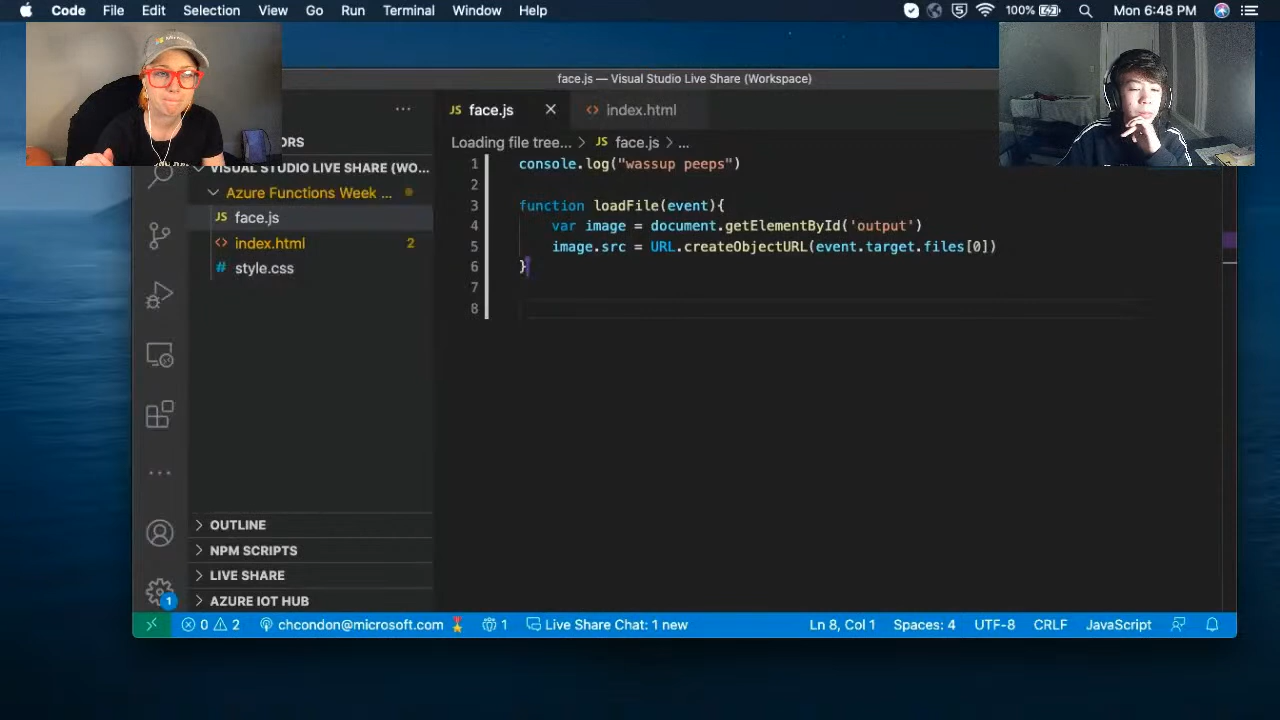 Code File Edit Selection View Go Run Terminal Window Help
100% Mon 6:48 PM
face.js — Visual Studio Live Share (Workspace)
JS face.js index.html
ORS
Loading file tree... > JS face.js > ...
VISUAL STUDIO LIVE SHARE (WO...
Azure Functions Week ...
JS face.js
index.html 2
# style.css
1 console.log("wassup peeps")
2
3 function loadFile(event){
4 var image = document.getElementById('output')
5 image.src = URL.createObjectURL(event.target.files[0])
6 }
7
8
OUTLINE
NPM SCRIPTS
LIVE SHARE
1 AZURE IOT HUB
0 2 chcondon@microsoft.com 1 Live Share Chat: 1 new Ln 8, Col 1 Spaces: 4 UTF-8 CRLF JavaScript